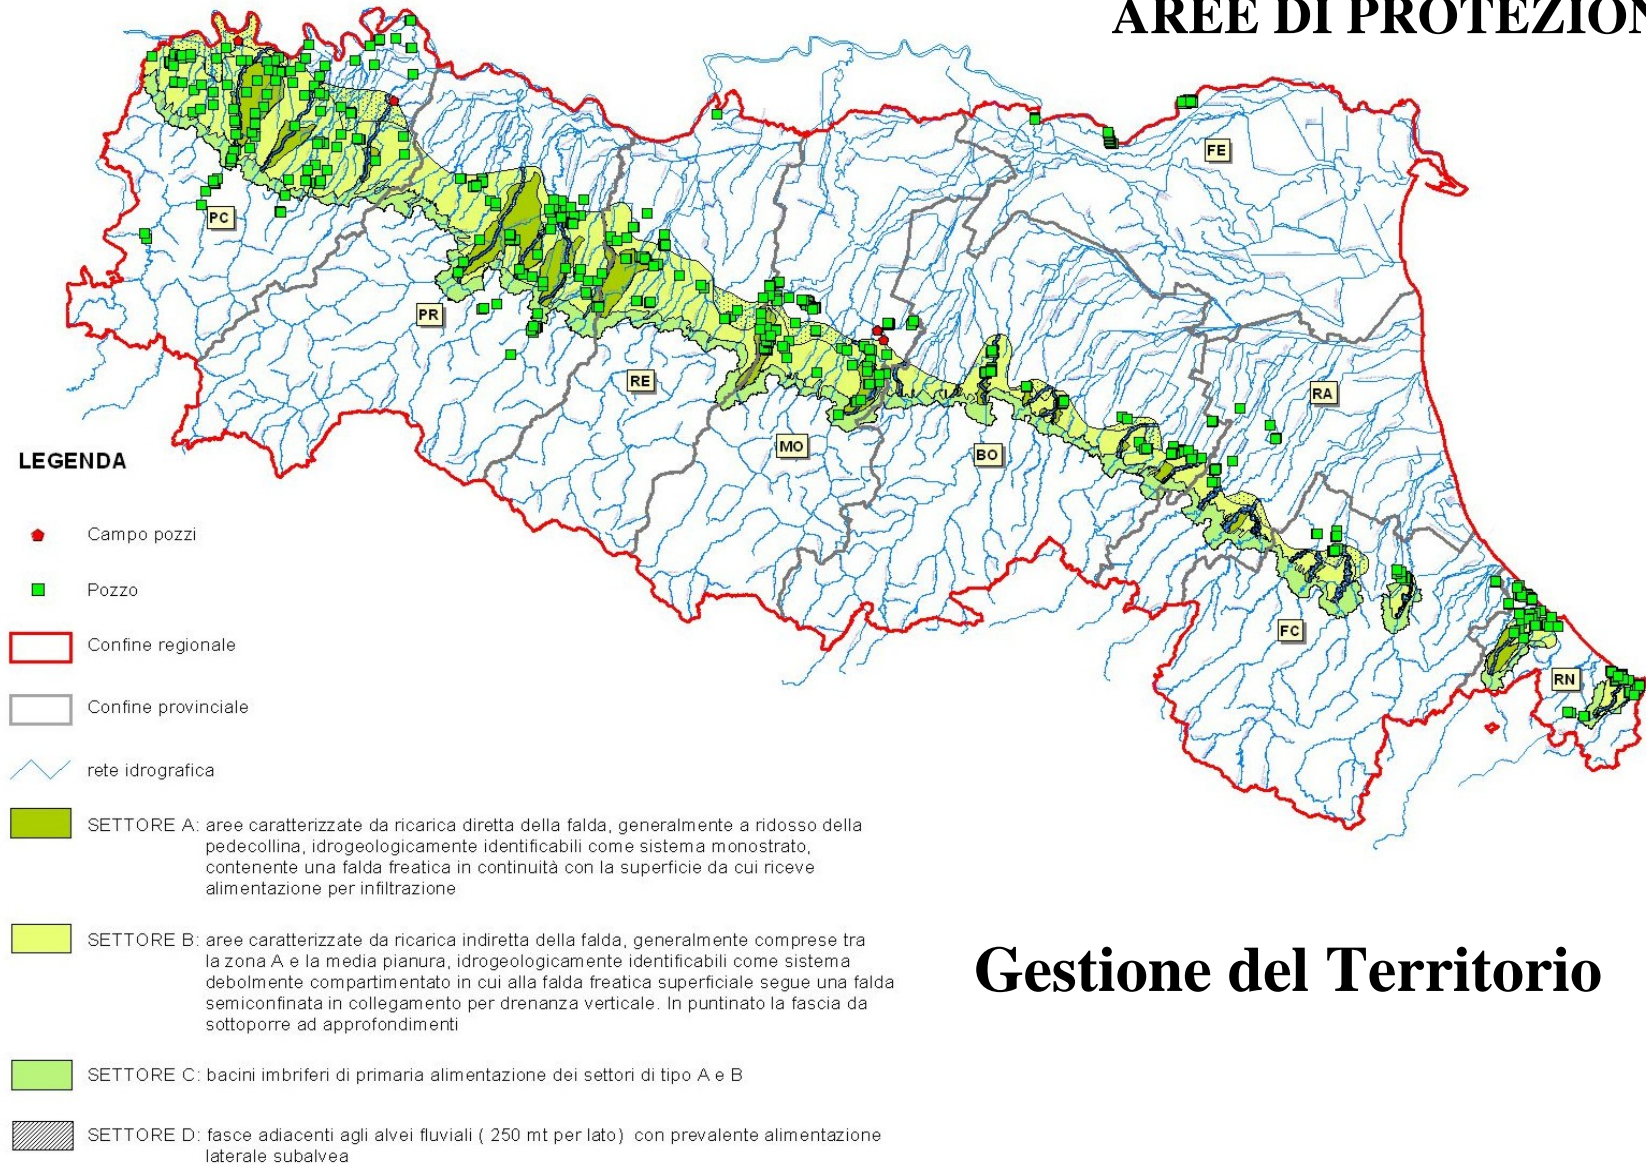 AREE DI PROTEZION
FE
PC
PR
RE
RA
MO
BO
FC
RN
LEGENDA
Campo pozzi
Pozzo
Confine regionale
Confine provinciale
rete idrografica
SETTORE A: aree caratterizzate da ricarica diretta della falda, generalmente a ridosso della
pedecollina, idrogeologicamente identificabili come sistema monostrato,
contenente una falda freatica in continuità con la superficie da cui riceve
alimentazione per infiltrazione
SETTORE B: aree caratterizzate da ricarica indiretta della falda, generalmente comprese tra
la zona A e la media pianura, idrogeologicamente identificabili come sistema
debolmente compartimentato in cui alla falda freatica superficiale segue una falda
semiconfinata in collegamento per drenanza verticale. In puntinato la fascia da
sottoporre ad approfondimenti
SETTORE C: bacini imbriferi di primaria alimentazione dei settori di tipo A e B
SETTORE D: fasce adiacenti agli alvei fluviali ( 250 mt per lato) con prevalente alimentazione
laterale subalvea
Gestione del Territorio